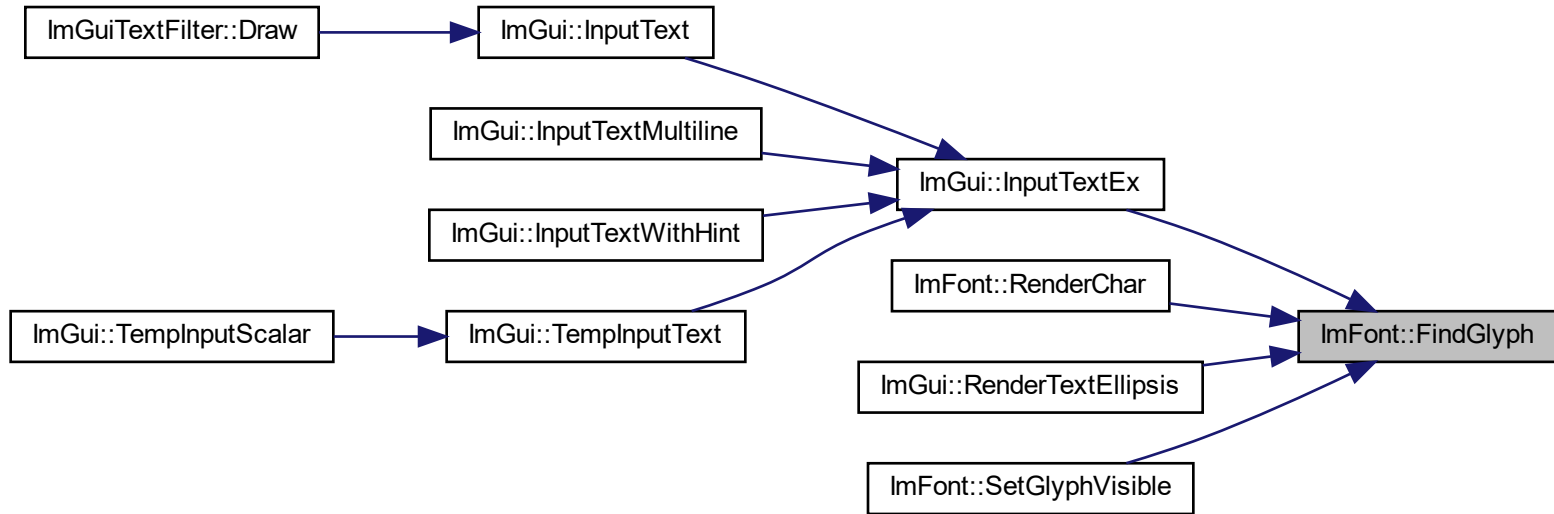 ImGuiTextFilter::Draw
ImGui::InputText
ImGui::InputTextMultiline
ImGui::InputTextEx
ImGui::InputTextWithHint
ImFont::RenderChar
ImGui::TempInputScalar
ImGui::TempInputText
ImFont::FindGlyph
ImGui::RenderTextEllipsis
ImFont::SetGlyphVisible